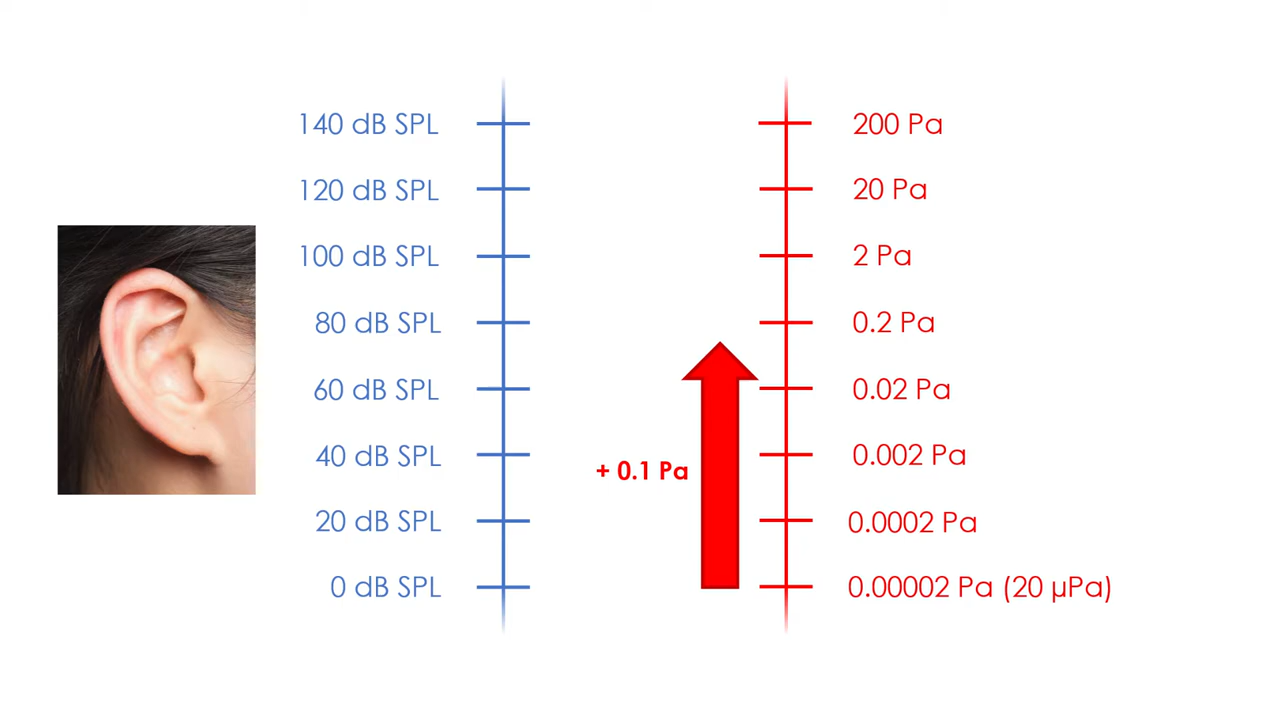 140 dB SPL
200 Pa
120 dB SPL
20 Pa
100 dB SPL
2 Pa
80 dB SPL
0.2 Pa
60 dB SPL
0.02 Pa
40 dB SPL
0.002 Pa
+ 0.1 Pa
20 dB SPL
0.0002 Pa
0 dB SPL
0.00002 Pa (20 µPa)